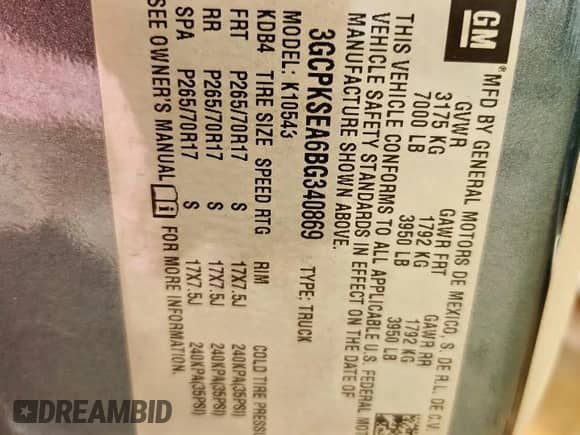 GM
MFD BY GENERAL MOTORS DE MEXICO, S. DE R.L. DE C.V.
GVWR GAWR FRT GAWR RR
3175 KG 1792 KG 1792 KG
7000 LB 3950 LB 3950 LB
THIS VEHICLE CONFORMS TO ALL APPLICABLE U.S. FEDERAL
VEHICLE SAFETY STANDARDS IN EFFECT ON THE DATE OF
MANUFACTURE SHOWN ABOVE.
3GCPKSEA6BG340869 TYPE: TRUCK
MODEL: K10543
KDB4 TIRE SIZE SPEED RTG RIM COLD TIRE
FRT P265/70R17 S 17X7.5J 240KPA(35PSI)
RR P265/70R17 S 17X7.5J 240KPA(35PSI)
SPA P265/70R17 S 17X7.5J 240KPA(35PSI)
SEE OWNER'S MANUAL FOR MORE INFORMATION.
DREAMBID